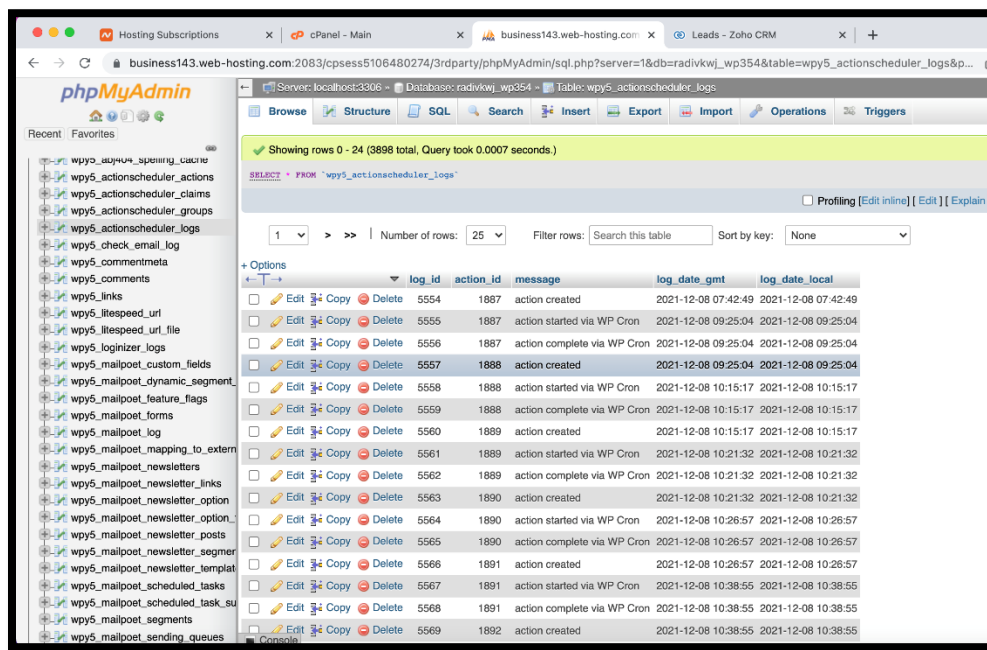 Hosting Subscriptions
cPanel - Main
business143.web-hosting.com
Leads - Zoho CRM
business143.web-hosting.com:2083/cpsess5106480274/3rdparty/phpMyAdmin/sql.php?server=1&db=radivkwj_wp354&table=wpy5_actionscheduler_logs&p...
phpMyAdmin
Recent Favorites
wpy5_abj404_spelling_cache
wpy5_actionscheduler_actions
wpy5_actionscheduler_claims
wpy5_actionscheduler_groups
wpy5_actionscheduler_logs
wpy5_check_email_log
wpy5_commentmeta
wpy5_comments
wpy5_links
wpy5_litespeed_url
wpy5_litespeed_url_file
wpy5_loginizer_logs
wpy5_mailpoet_custom_fields
wpy5_mailpoet_dynamic_segment_
wpy5_mailpoet_feature_flags
wpy5_mailpoet_forms
wpy5_mailpoet_log
wpy5_mailpoet_mapping_to_extern
wpy5_mailpoet_newsletters
wpy5_mailpoet_newsletter_links
wpy5_mailpoet_newsletter_option
wpy5_mailpoet_newsletter_option_
wpy5_mailpoet_newsletter_posts
wpy5_mailpoet_newsletter_segmer
wpy5_mailpoet_newsletter_templat
wpy5_mailpoet_scheduled_tasks
wpy5_mailpoet_scheduled_task_su
wpy5_mailpoet_segments
wpy5_mailpoet_sending_queues
Server: localhost:3306 » Database: radivkwj_wp354 » Table: wpy5_actionscheduler_logs
Browse Structure SQL Search Insert Export Import Operations Triggers
Showing rows 0 - 24 (3898 total, Query took 0.0007 seconds.)
SELECT * FROM `wpy5_actionscheduler_logs`
Profiling [Edit inline] [ Edit ] [ Explain
1 > >> Number of rows: 25 Filter rows: Search this table Sort by key: None
+ Options
←T→ log_id action_id message log_date_gmt log_date_local
Edit Copy Delete 5554 1887 action created 2021-12-08 07:42:49 2021-12-08 07:42:49
Edit Copy Delete 5555 1887 action started via WP Cron 2021-12-08 09:25:04 2021-12-08 09:25:04
Edit Copy Delete 5556 1887 action complete via WP Cron 2021-12-08 09:25:04 2021-12-08 09:25:04
Edit Copy Delete 5557 1888 action created 2021-12-08 09:25:04 2021-12-08 09:25:04
Edit Copy Delete 5558 1888 action started via WP Cron 2021-12-08 10:15:17 2021-12-08 10:15:17
Edit Copy Delete 5559 1888 action complete via WP Cron 2021-12-08 10:15:17 2021-12-08 10:15:17
Edit Copy Delete 5560 1889 action created 2021-12-08 10:15:17 2021-12-08 10:15:17
Edit Copy Delete 5561 1889 action started via WP Cron 2021-12-08 10:21:32 2021-12-08 10:21:32
Edit Copy Delete 5562 1889 action complete via WP Cron 2021-12-08 10:21:32 2021-12-08 10:21:32
Edit Copy Delete 5563 1890 action created 2021-12-08 10:21:32 2021-12-08 10:21:32
Edit Copy Delete 5564 1890 action started via WP Cron 2021-12-08 10:26:57 2021-12-08 10:26:57
Edit Copy Delete 5565 1890 action complete via WP Cron 2021-12-08 10:26:57 2021-12-08 10:26:57
Edit Copy Delete 5566 1891 action created 2021-12-08 10:26:57 2021-12-08 10:26:57
Edit Copy Delete 5567 1891 action started via WP Cron 2021-12-08 10:38:55 2021-12-08 10:38:55
Edit Copy Delete 5568 1891 action complete via WP Cron 2021-12-08 10:38:55 2021-12-08 10:38:55
Edit Copy Delete 5569 1892 action created 2021-12-08 10:38:55 2021-12-08 10:38:55
Console